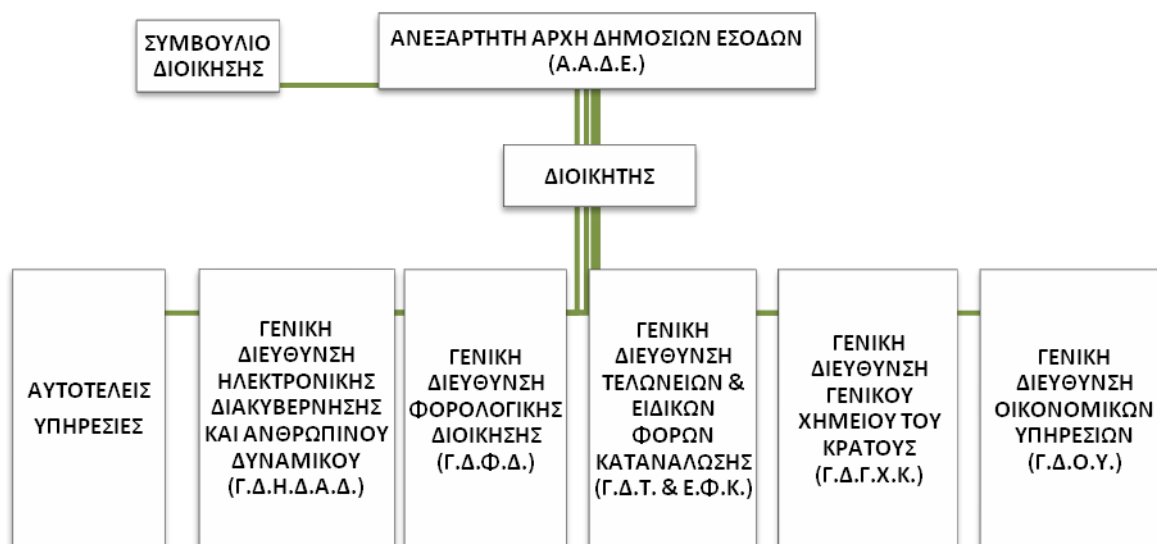 ΣΥΜΒΟΥΛΙΟ
ΔΙΟΙΚΗΣΗΣ
ΑΝΕΞΑΡΤΗΤΗ ΑΡΧΗ ΔΗΜΟΣΙΩΝ ΕΣΟΔΩΝ
(Α.Α.Δ.Ε.)
ΔΙΟΙΚΗΤΗΣ
ΑΥΤΟΤΕΛΕΙΣ
ΥΠΗΡΕΣΙΕΣ
ΓΕΝΙΚΗ
ΔΙΕΥΘΥΝΣΗ
ΗΛΕΚΤΡΟΝΙΚΗΣ
ΔΙΑΚΥΒΕΡΝΗΣΗΣ
ΚΑΙ ΑΝΘΡΩΠΙΝΟΥ
ΔΥΝΑΜΙΚΟΥ
(Γ.Δ.Η.Δ.Α.Δ.)
ΓΕΝΙΚΗ
ΔΙΕΥΘΥΝΣΗ
ΦΟΡΟΛΟΓΙΚΗΣ
ΔΙΟΙΚΗΣΗΣ
(Γ.Δ.Φ.Δ.)
ΓΕΝΙΚΗ
ΔΙΕΥΘΥΝΣΗ
ΤΕΛΩΝΕΙΩΝ &
ΕΙΔΙΚΩΝ
ΦΟΡΩΝ
ΚΑΤΑΝΑΛΩΣΗΣ
(Γ.Δ.Τ. & Ε.Φ.Κ.)
ΓΕΝΙΚΗ
ΔΙΕΥΘΥΝΣΗ
ΓΕΝΙΚΟΥ
ΧΗΜΕΙΟΥ ΤΟΥ
ΚΡΑΤΟΥΣ
(Γ.Δ.Γ.Χ.Κ.)
ΓΕΝΙΚΗ
ΔΙΕΥΘΥΝΣΗ
ΟΙΚΟΝΟΜΙΚΩΝ
ΥΠΗΡΕΣΙΩΝ
(Γ.Δ.Ο.Υ.)